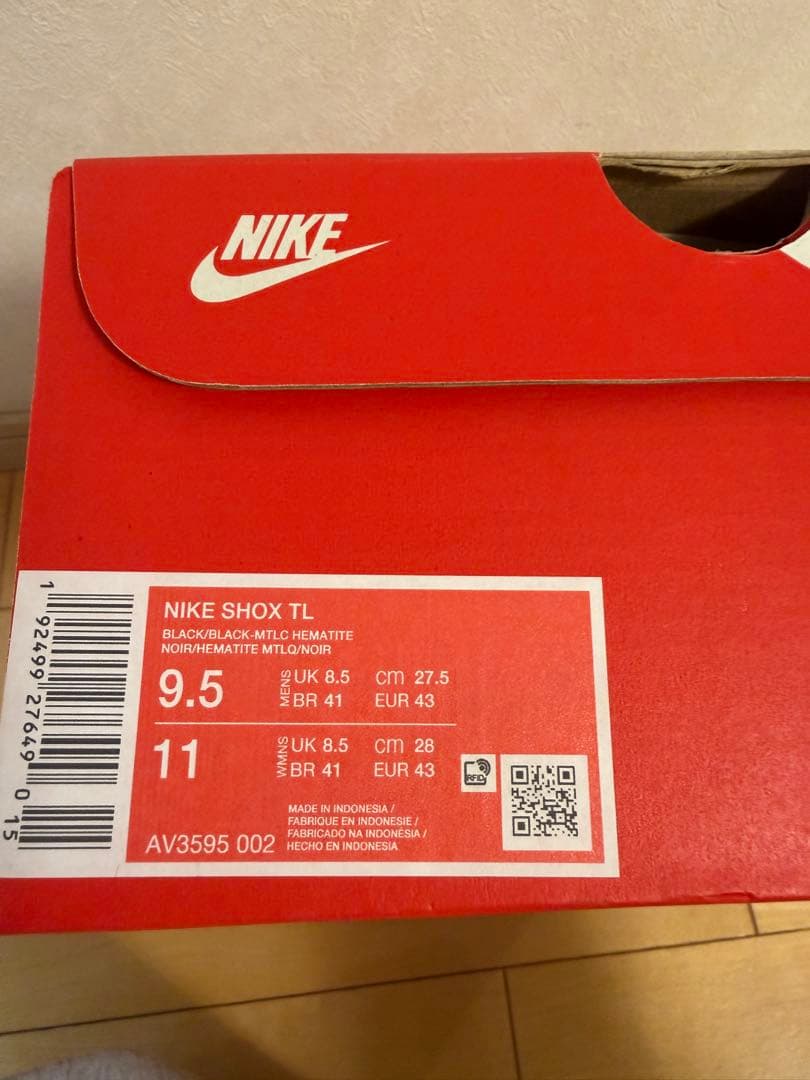 NIKE
NIKE SHOX TL
BLACK/BLACK-MTLC HEMATITE
NOIR/HEMATITE MTLQ/NOIR
9.5 MENS UK 8.5 cm 27.5
BR 41 EUR 43
11 WMNS UK 8.5 cm 28
BR 41 EUR 43
RFID
MADE IN INDONESIA /
FABRIQUE EN INDONESIE /
FABRICADO NA INDONÉSIA /
HECHO EN INDONESIA
AV3595 002
1 92499 27649 0 15